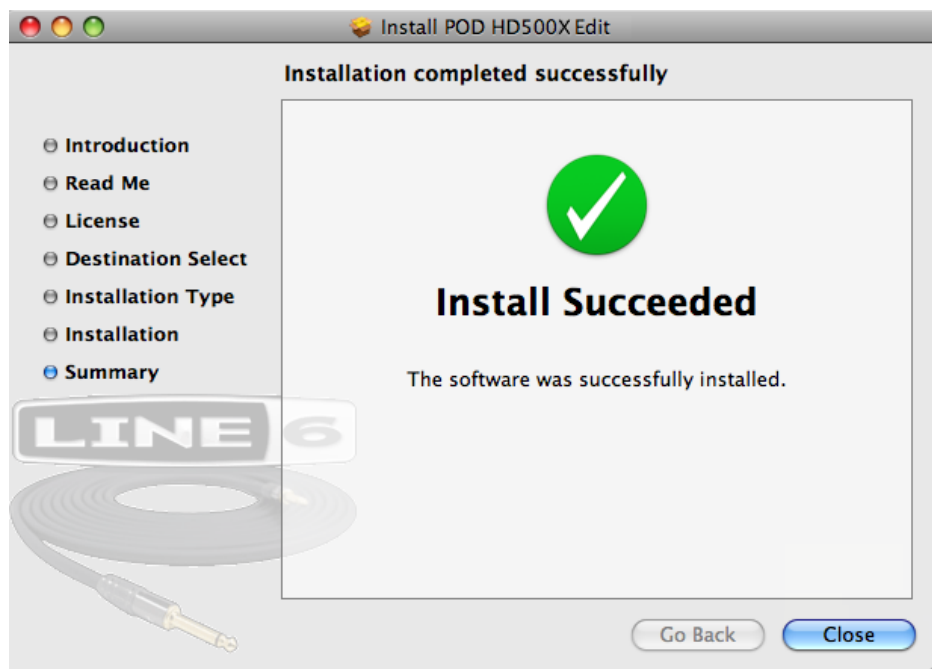 Install POD HD500X Edit
Installation completed successfully
Introduction
Read Me
License
Destination Select
Installation Type
Installation
Summary
Install Succeeded
The software was successfully installed.
LINE 6
Go Back
Close